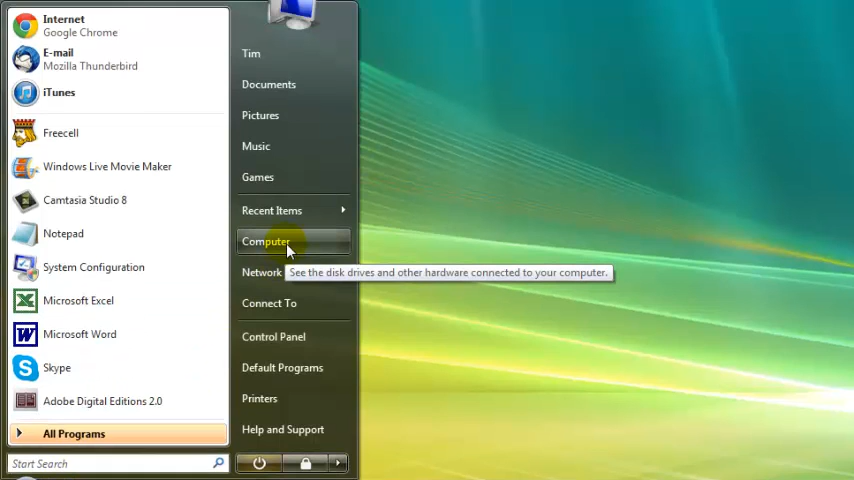 Internet
Google Chrome
E-mail
Mozilla Thunderbird
iTunes
Freecell
Windows Live Movie Maker
Camtasia Studio 8
Notepad
System Configuration
Microsoft Excel
Microsoft Word
Skype
Adobe Digital Editions 2.0
All Programs
Start Search
Tim
Documents
Pictures
Music
Games
Recent Items
Computer
Network
See the disk drives and other hardware connected to your computer.
Connect To
Control Panel
Default Programs
Printers
Help and Support